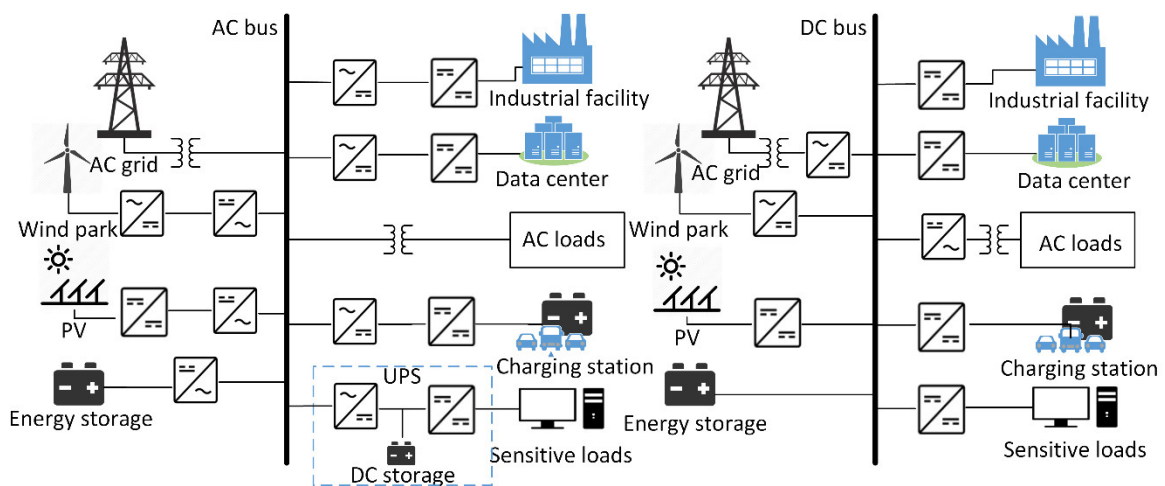 AC bus
Industrial facility
AC grid
Data center
Wind park
AC loads
PV
Charging station
UPS
Energy storage
DC storage
Sensitive loads
DC bus
Industrial facility
AC grid
Data center
Wind park
AC loads
PV
Charging station
Energy storage
Sensitive loads